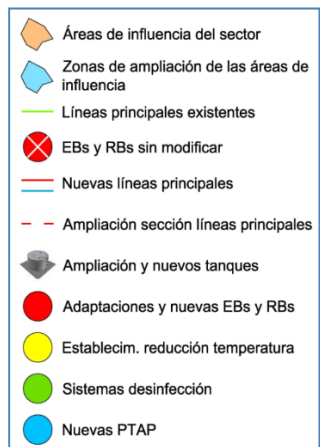 Áreas de influencia del sector
Zonas de ampliación de las áreas de
influencia
Líneas principales existentes
EBs y RBs sin modificar
Nuevas líneas principales
Ampliación sección líneas principales
Ampliación y nuevos tanques
Adaptaciones y nuevas EBs y RBs
Establecim. reducción temperatura
Sistemas desinfección
Nuevas PTAP